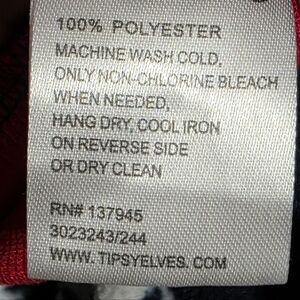 100% POLYESTER
MACHINE WASH COLD.
ONLY NON-CHLORINE BLEACH
WHEN NEEDED,
HANG DRY, COOL IRON
ON REVERSE SIDE
OR DRY CLEAN
RN# 137945
3023243/244
WWW. TIPSYELVES. COM